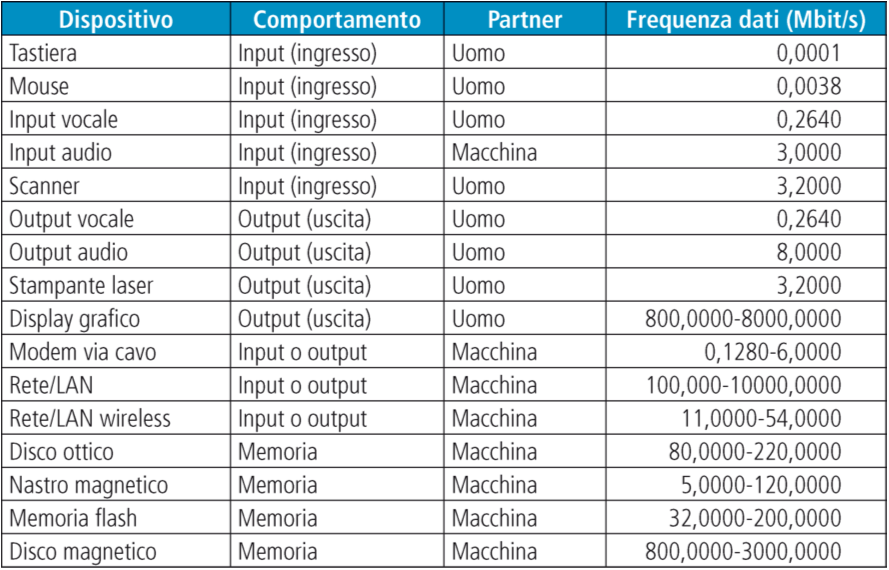 Dispositivo Comportamento Partner Frequenza dati (Mbit/s)
Tastiera Input (ingresso) Uomo 0,0001
Mouse Input (ingresso) Uomo 0,0038
Input vocale Input (ingresso) Uomo 0,2640
Input audio Input (ingresso) Macchina 3,0000
Scanner Input (ingresso) Uomo 3,2000
Output vocale Output (uscita) Uomo 0,2640
Output audio Output (uscita) Uomo 8,0000
Stampante laser Output (uscita) Uomo 3,2000
Display grafico Output (uscita) Uomo 800,0000-8000,0000
Modem via cavo Input o output Macchina 0,1280-6,0000
Rete/LAN Input o output Macchina 100,000-10000,0000
Rete/LAN wireless Input o output Macchina 11,0000-54,0000
Disco ottico Memoria Macchina 80,0000-220,0000
Nastro magnetico Memoria Macchina 5,0000-120,0000
Memoria flash Memoria Macchina 32,0000-200,0000
Disco magnetico Memoria Macchina 800,0000-3000,0000